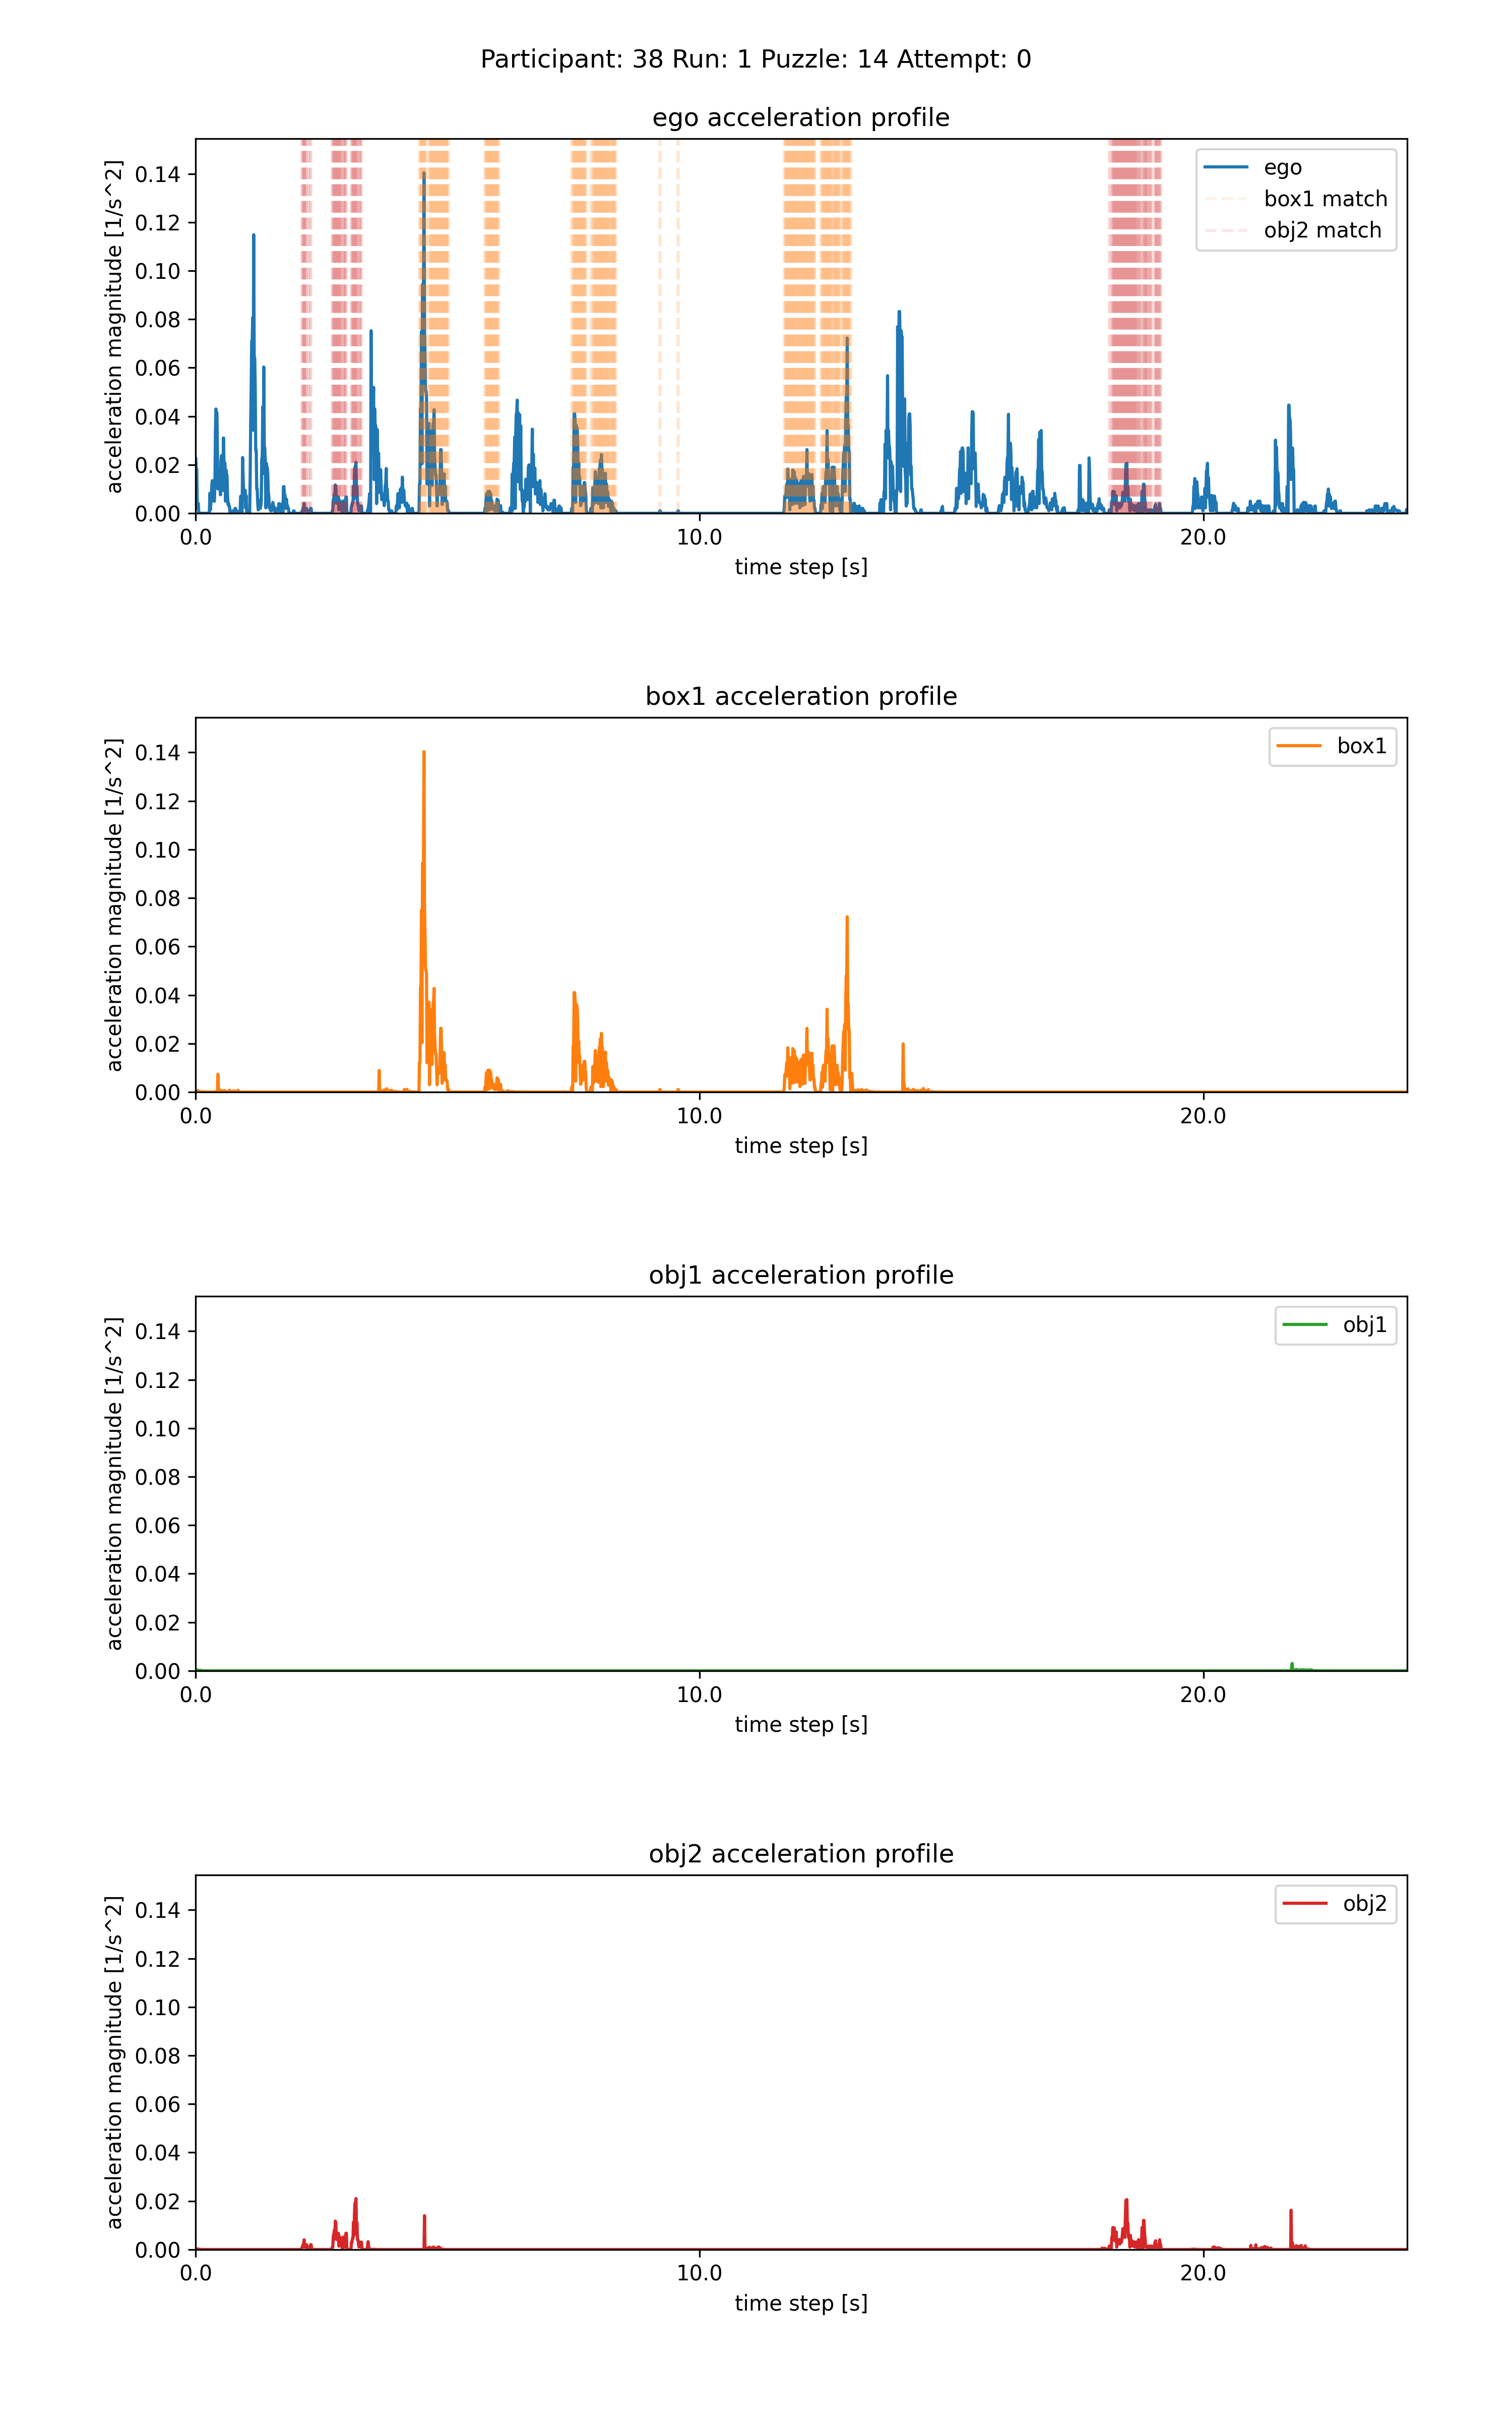 Participant: 38 Run: 1 Puzzle: 14 Attempt: 0
ego acceleration profile
acceleration magnitude [1/s^2]
0.14
0.12
0.10
0.08
0.06
0.04
0.02
0.00
ego
box1 match
obj2 match
0.0
10.0
20.0
time step [s]
box1 acceleration profile
acceleration magnitude [1/s^2]
0.14
0.12
0.10
0.08
0.06
0.04
0.02
0.00
box1
0.0
10.0
20.0
time step [s]
obj1 acceleration profile
acceleration magnitude [1/s^2]
0.14
0.12
0.10
0.08
0.06
0.04
0.02
0.00
obj1
0.0
10.0
20.0
time step [s]
obj2 acceleration profile
acceleration magnitude [1/s^2]
0.14
0.12
0.10
0.08
0.06
0.04
0.02
0.00
obj2
0.0
10.0
20.0
time step [s]